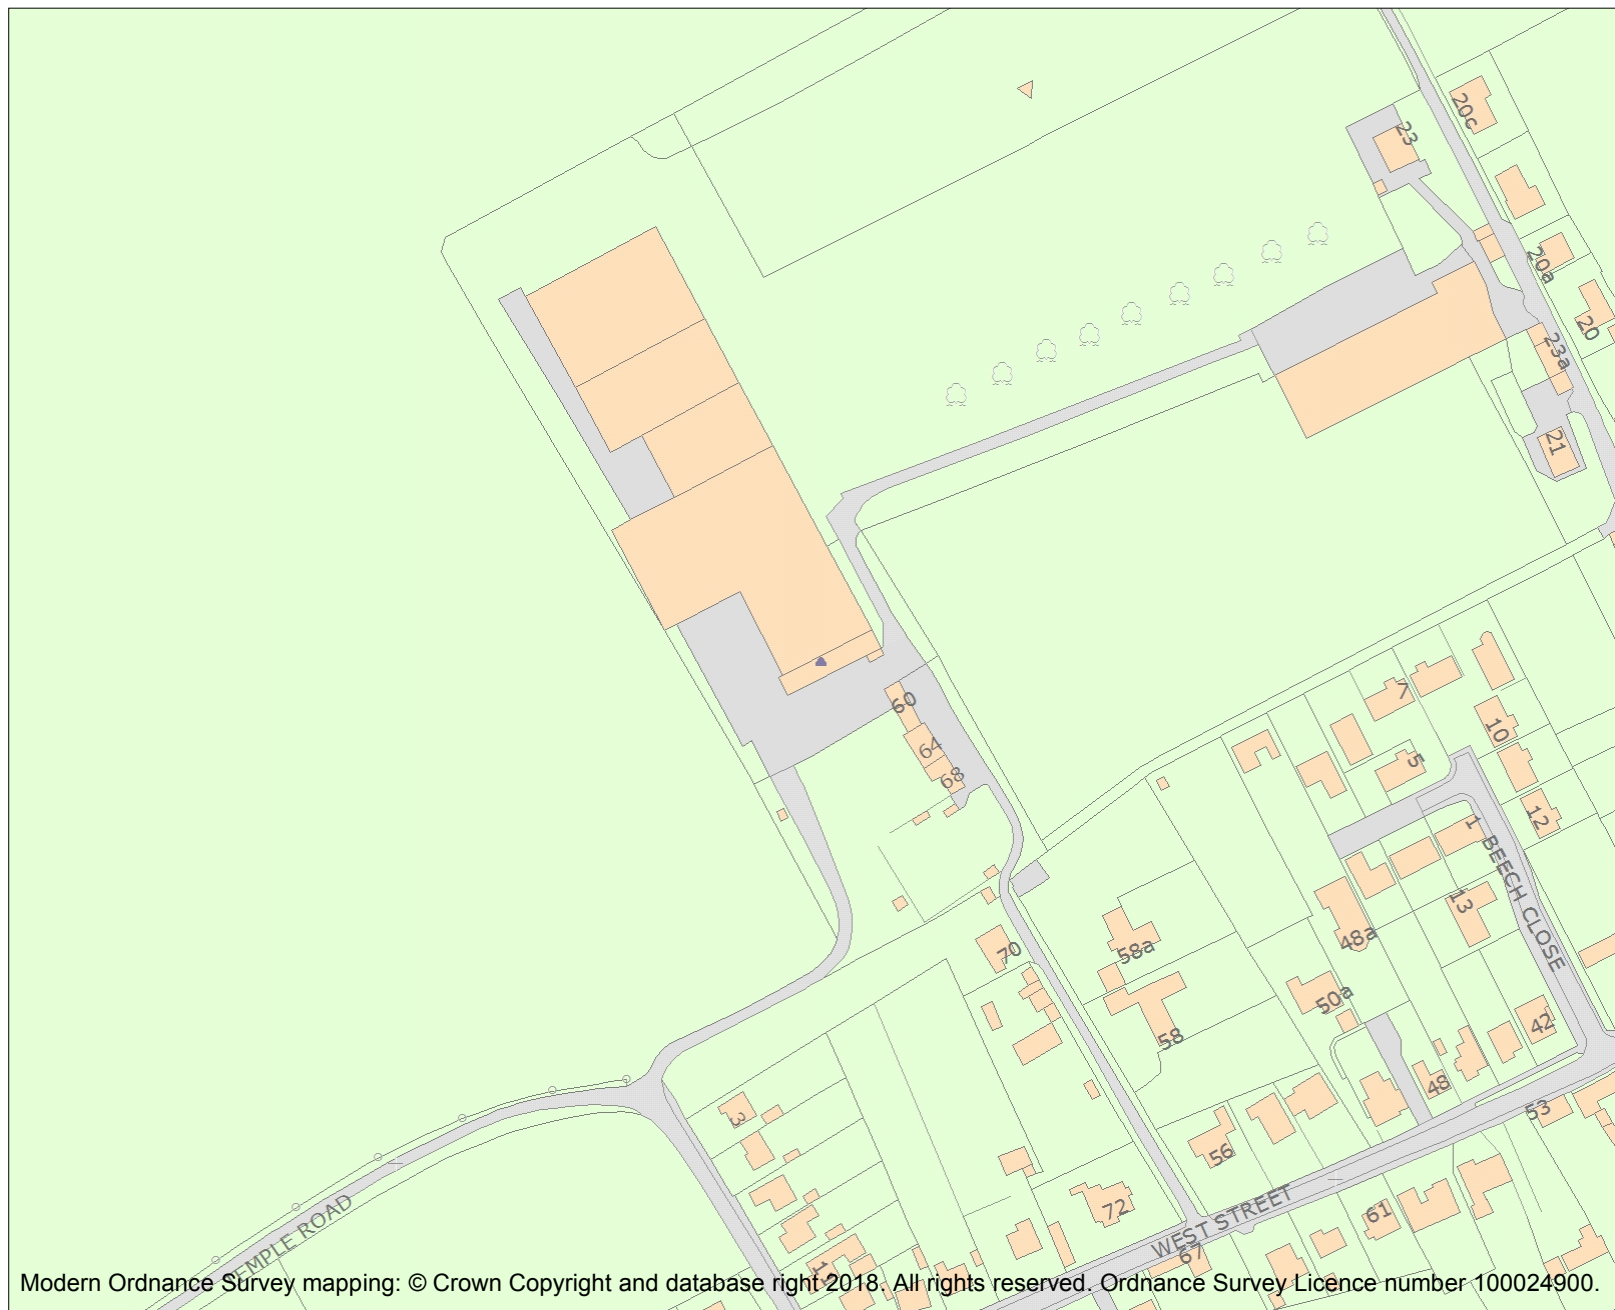 20c
23
20a
20
23a
21
60
64
68
7
10
5
12
1
BEECH CLOSE
13
48a
70
58a
50a
58
42
48
53
3
56
72
WEST STREET
61
67
TEMPLE ROAD
Modern Ordnance Survey mapping: © Crown Copyright and database right 2018. All rights reserved. Ordnance Survey Licence number 100024900.